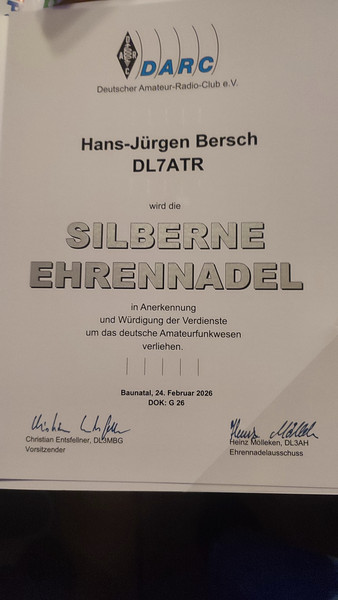 DARC
Deutscher Amateur-Radio-Club e.V.
Hans-Jürgen Bersch
DL7ATR
wird die
SILBERNE
EHRENNADEL
in Anerkennung
und Würdigung der Verdienste
um das deutsche Amateurfunkwesen
verliehen.
Baunatal, 24. Februar 2026
DOK: G 26
Christian Entsfellner, DL3MBG
Vorsitzender
Heinz Mölleken, DL3AH
Ehrennadelausschuss